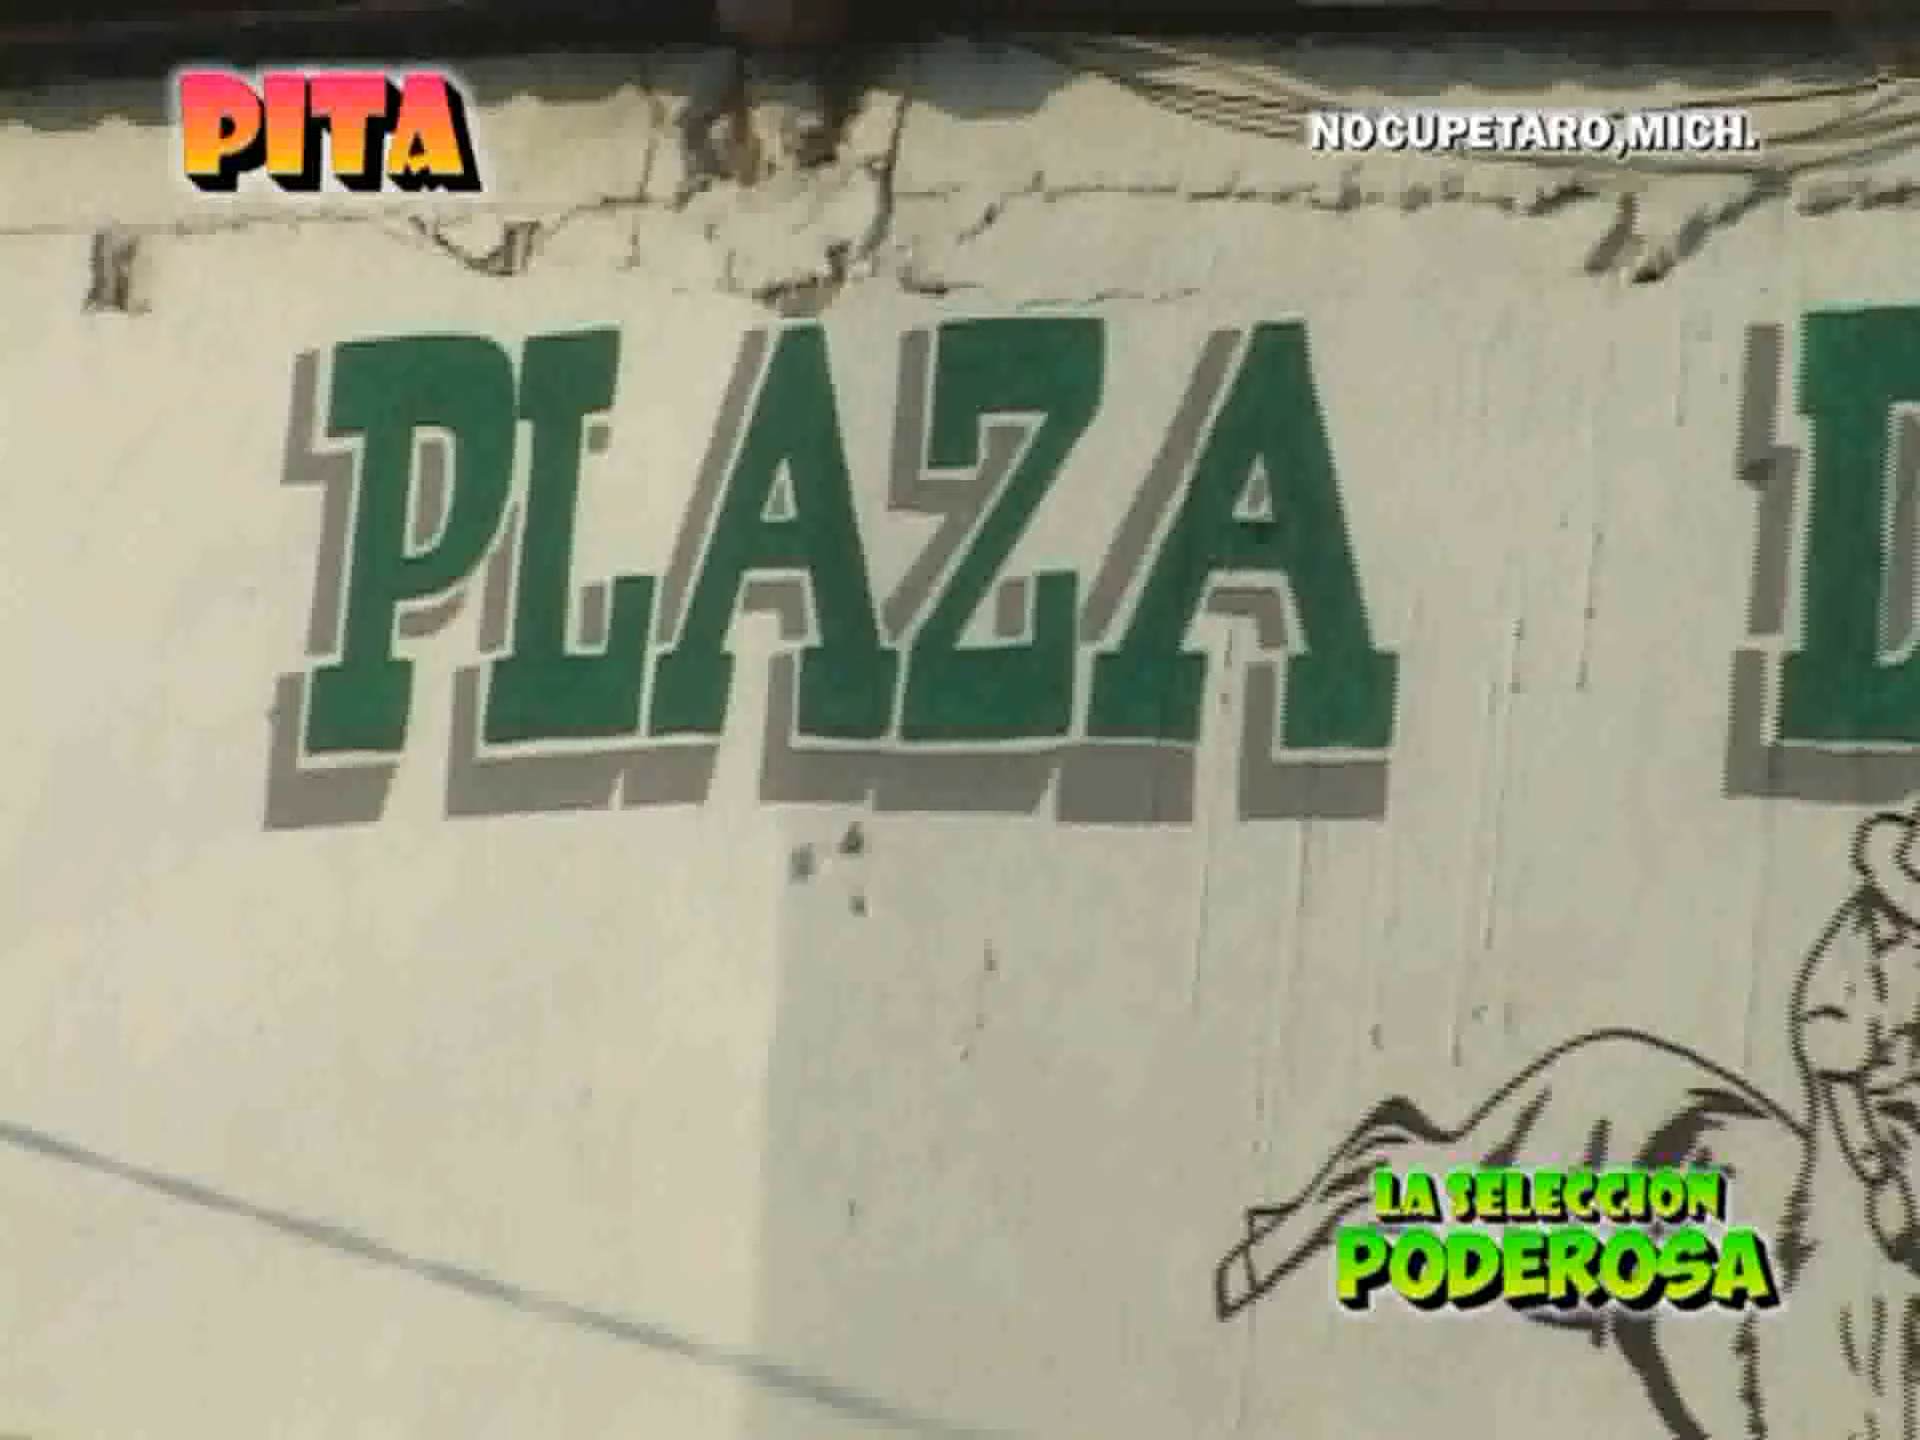 PITA
NOCUPETARO,MICH.
PLAZA D
LA SELECCION
PODEROSA